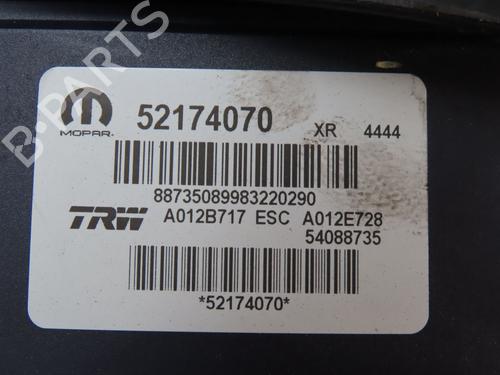 B-PARTS
MOPAR.
52174070 XR 4444
88735089983220290
TRW A012B717 ESC A012E728
54088735
*52174070*